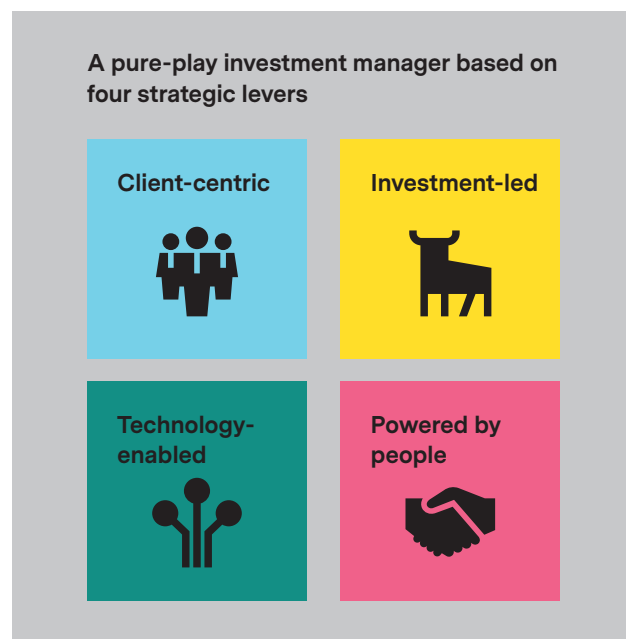 A pure-play investment manager based on
four strategic levers
Client-centric
Investment-led
Technology-
enabled
Powered by
people